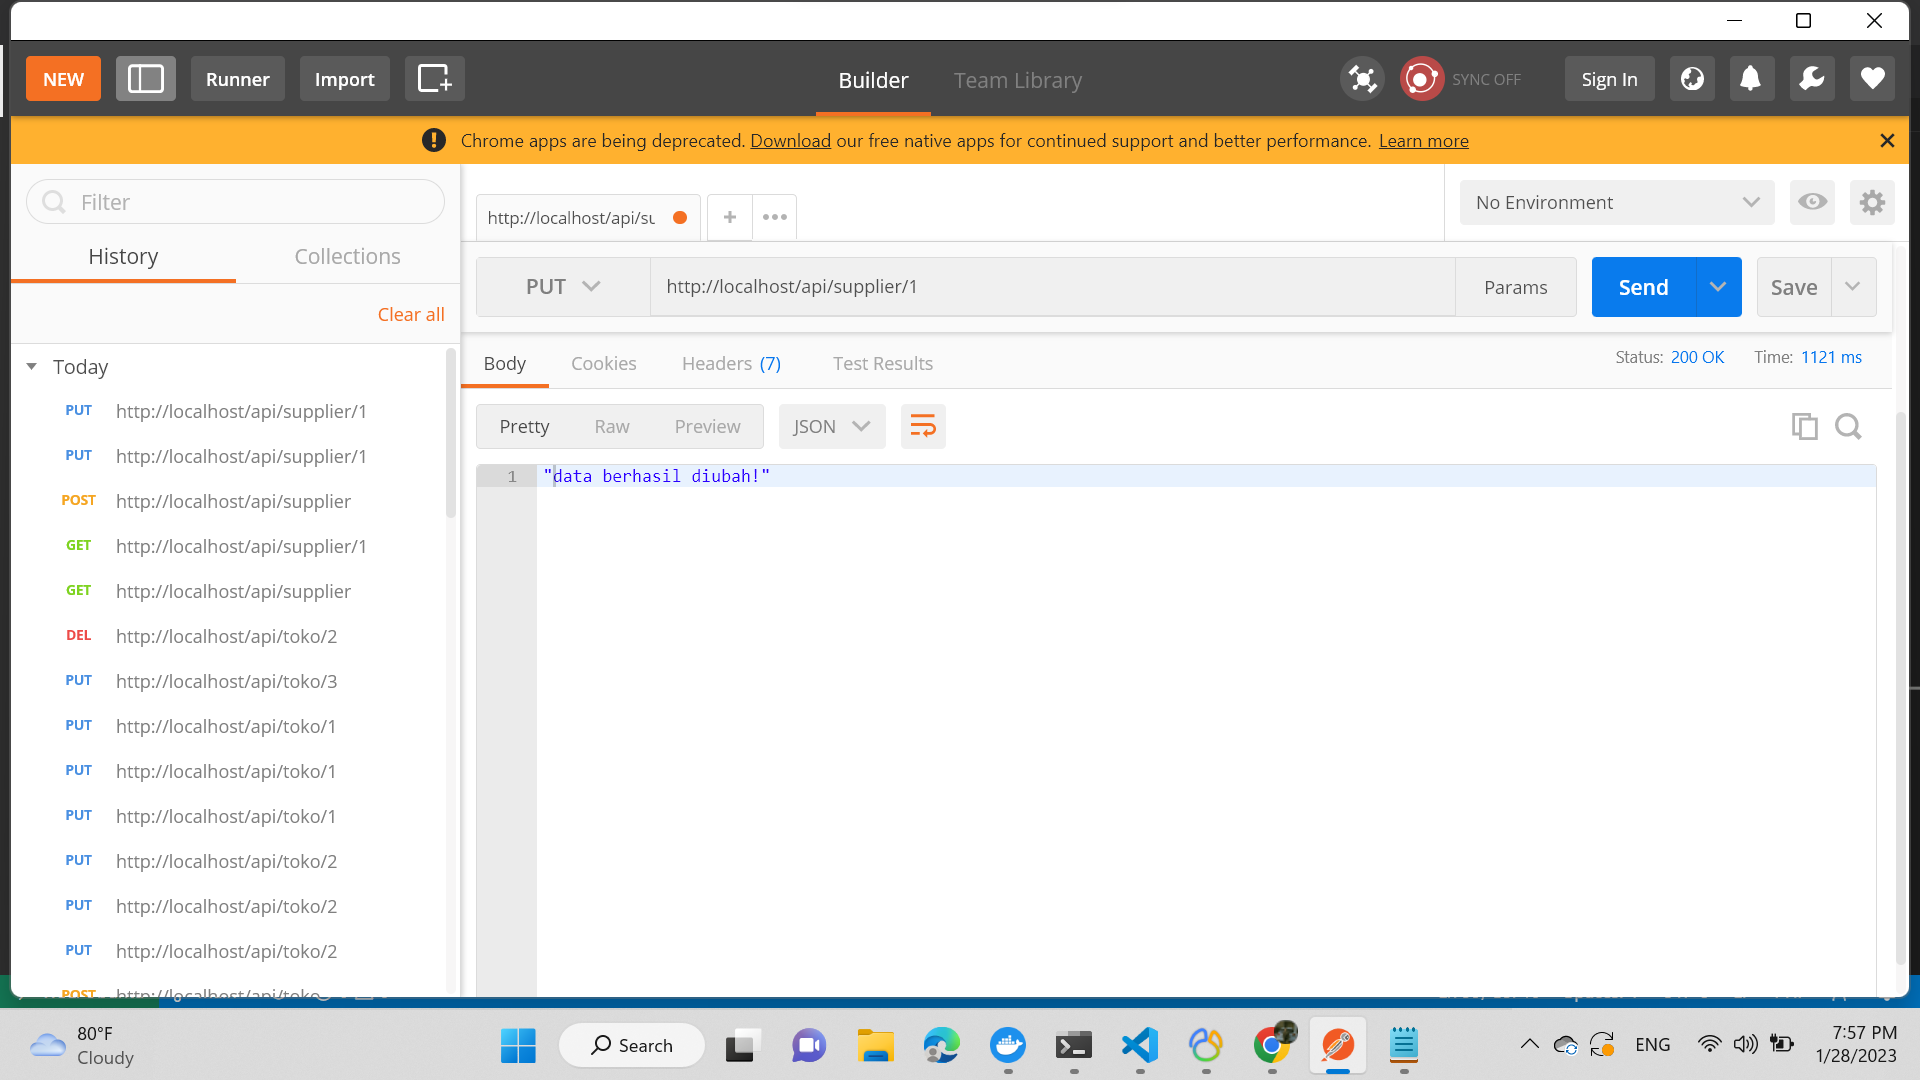 NEW
Runner
Import
Builder
Team Library
SYNC OFF
Sign In
Chrome apps are being deprecated. Download our free native apps for continued support and better performance. Learn more
Filter
History
Collections
Clear all
Today
PUT http://localhost/api/supplier/1
PUT http://localhost/api/supplier/1
POST http://localhost/api/supplier
GET http://localhost/api/supplier/1
GET http://localhost/api/supplier
DEL http://localhost/api/toko/2
PUT http://localhost/api/toko/3
PUT http://localhost/api/toko/1
PUT http://localhost/api/toko/1
PUT http://localhost/api/toko/1
PUT http://localhost/api/toko/2
PUT http://localhost/api/toko/2
PUT http://localhost/api/toko/2
POST http://localhost/api/toko
http://localhost/api/su
No Environment
PUT
http://localhost/api/supplier/1
Params
Send
Save
Body
Cookies
Headers (7)
Test Results
Status: 200 OK
Time: 1121 ms
Pretty
Raw
Preview
JSON
1 "data berhasil diubah!"
80°F
Cloudy
Search
ENG
7:57 PM
1/28/2023